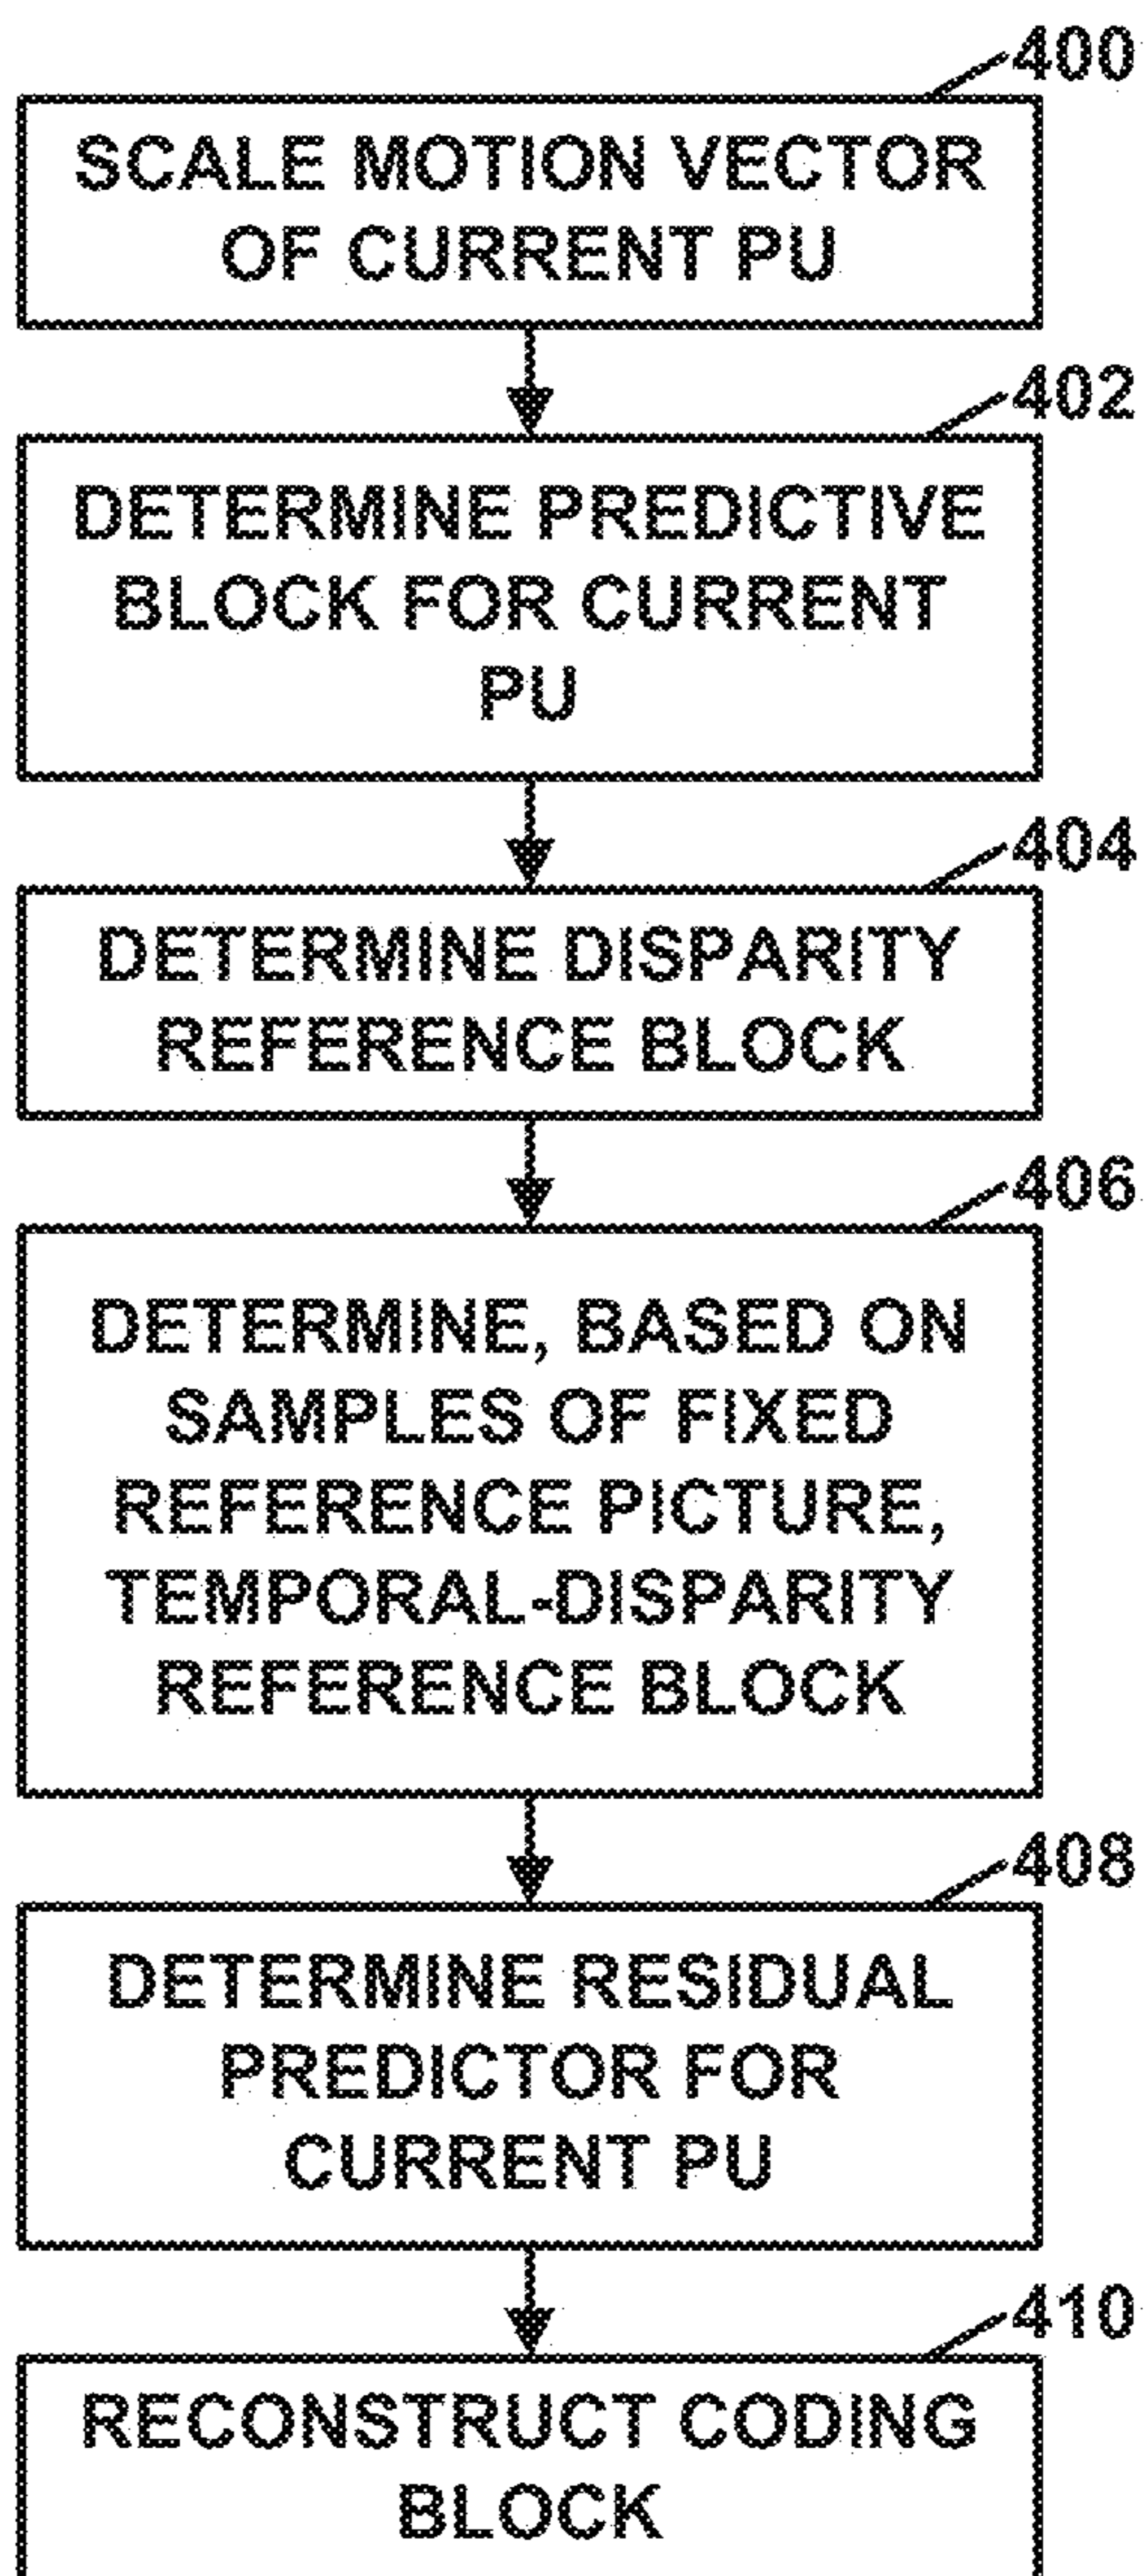 400
SCALE MOTION VECTOR
OF CURRENT PU
402
DETERMINE PREDICTIVE
BLOCK FOR CURRENT
PU
404
DETERMINE DISPARITY
REFERENCE BLOCK
406
DETERMINE, BASED ON
SAMPLES OF FIXED
REFERENCE PICTURE,
TEMPORAL-DISPARITY
REFERENCE BLOCK
408
DETERMINE RESIDUAL
PREDICTOR FOR
CURRENT PU
410
RECONSTRUCT CODING
BLOCK